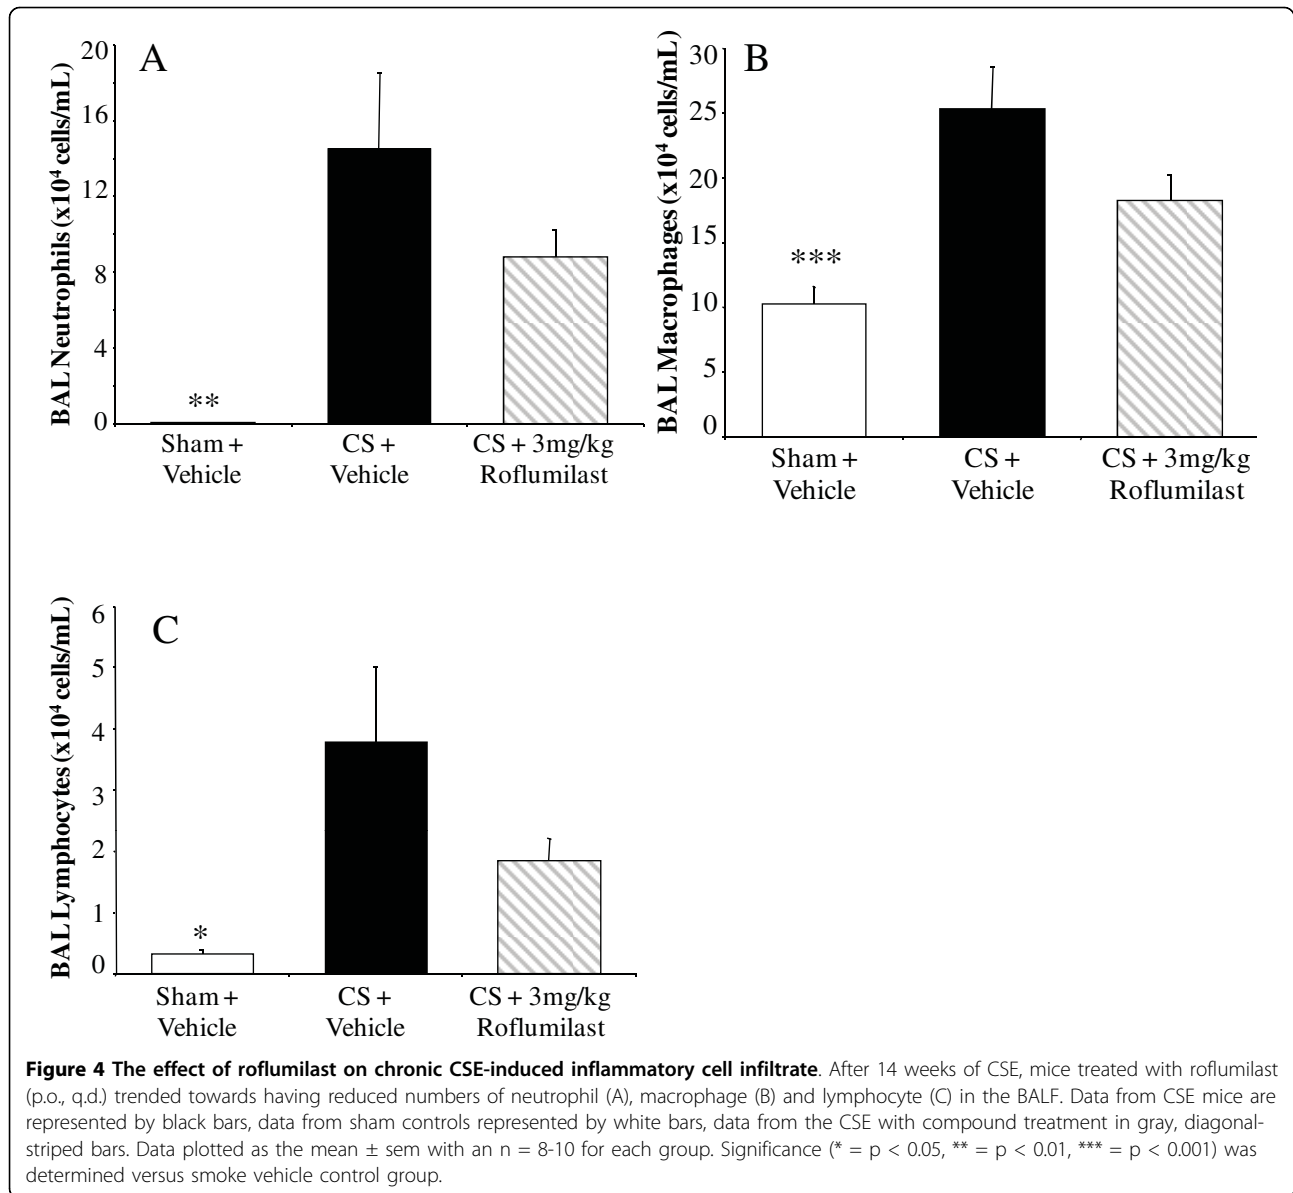 A
BAL Neutrophils (x10⁴ cells/mL)
20
16
12
8
4
0
**
Sham +
Vehicle
CS +
Vehicle
CS + 3mg/kg
Roflumilast
B
BAL Macrophages (x10⁴ cells/mL)
30
25
20
15
10
5
0
***
Sham +
Vehicle
CS +
Vehicle
CS + 3mg/kg
Roflumilast
C
BAL Lymphocytes (x10⁴ cells/mL)
6
5
4
3
2
1
0
*
Sham +
Vehicle
CS +
Vehicle
CS + 3mg/kg
Roflumilast
Figure 4 The effect of roflumilast on chronic CSE-induced inflammatory cell infiltrate. After 14 weeks of CSE, mice treated with roflumilast
(p.o., q.d.) trended towards having reduced numbers of neutrophil (A), macrophage (B) and lymphocyte (C) in the BALF. Data from CSE mice are
represented by black bars, data from sham controls represented by white bars, data from the CSE with compound treatment in gray, diagonal-
striped bars. Data plotted as the mean ± sem with an n = 8-10 for each group. Significance (* = p < 0.05, ** = p < 0.01, *** = p < 0.001) was
determined versus smoke vehicle control group.